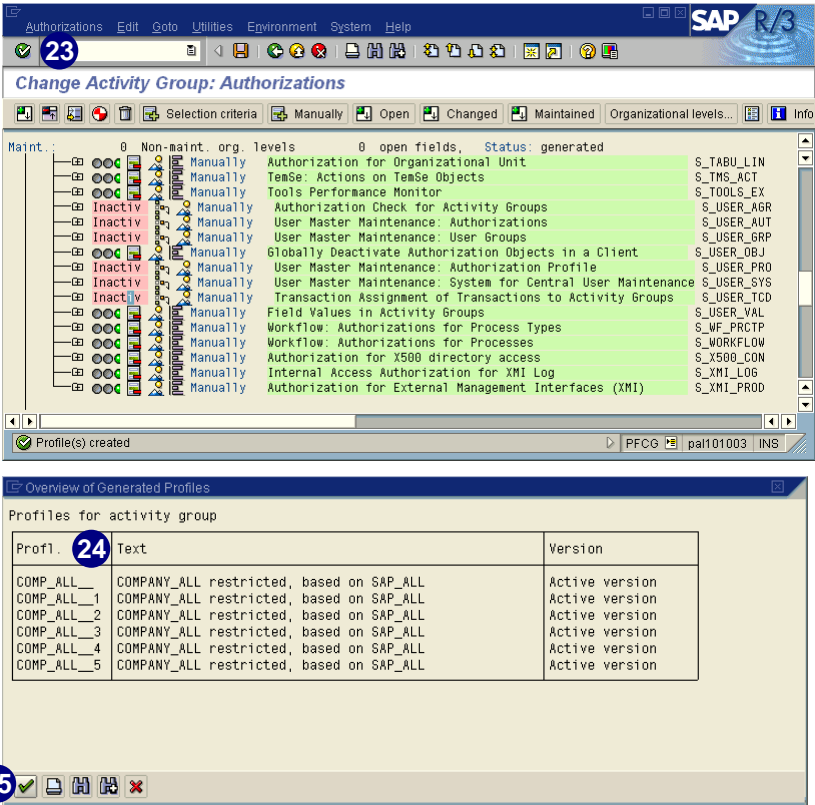 Authorizations Edit Goto Utilities Environment System Help
SAP R/3
23
Change Activity Group: Authorizations
Selection criteria Manually Open Changed Maintained Organizational levels... Info
Maint.: 0 Non-maint. org. levels 0 open fields, Status: generated
Manually Authorization for Organizational Unit S_TABU_LIN
Manually TemSe: Actions on TemSe Objects S_TMS_ACT
Manually Tools Performance Monitor S_TOOLS_EX
Inactiv Manually Authorization Check for Activity Groups S_USER_AGR
Inactiv Manually User Master Maintenance: Authorizations S_USER_AUT
Inactiv Manually User Master Maintenance: User Groups S_USER_GRP
Manually Globally Deactivate Authorization Objects in a Client S_USER_OBJ
Inactiv Manually User Master Maintenance: Authorization Profile S_USER_PRO
Inactiv Manually User Master Maintenance: System for Central User Maintenance S_USER_SYS
Inactiv Manually Transaction Assignment of Transactions to Activity Groups S_USER_TCD
Manually Field Values in Activity Groups S_USER_VAL
Manually Workflow: Authorizations for Process Types S_WF_PRCTP
Manually Workflow: Authorizations for Processes S_WORKFLOW
Manually Authorization for X500 directory access S_X500_CON
Manually Internal Access Authorization for XMI Log S_XMI_LOG
Manually Authorization for External Management Interfaces (XMI) S_XMI_PROD
Profile(s) created PFCG pal101003 INS
Overview of Generated Profiles
Profiles for activity group
Profl. 24 Text Version
COMP_ALL__ COMPANY_ALL restricted, based on SAP_ALL Active version
COMP_ALL__1 COMPANY_ALL restricted, based on SAP_ALL Active version
COMP_ALL__2 COMPANY_ALL restricted, based on SAP_ALL Active version
COMP_ALL__3 COMPANY_ALL restricted, based on SAP_ALL Active version
COMP_ALL__4 COMPANY_ALL restricted, based on SAP_ALL Active version
COMP_ALL__5 COMPANY_ALL restricted, based on SAP_ALL Active version
5